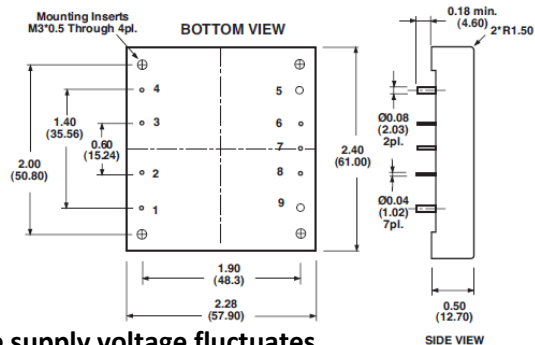 Mounting Inserts
M3*0.5 Through 4pl.
BOTTOM VIEW
0.18 min.
(4.60)
2*R1.50
4
3
2
1
5
6
7
8
9
2.00
(50.80)
1.40
(35.56)
0.60
(15.24)
2.40
(61.00)
Ø0.08
(2.03)
2pl.
Ø0.04
(1.02)
7pl.
1.90
(48.3)
2.28
(57.90)
0.50
(12.70)
SIDE VIEW
supply voltage fluctuates